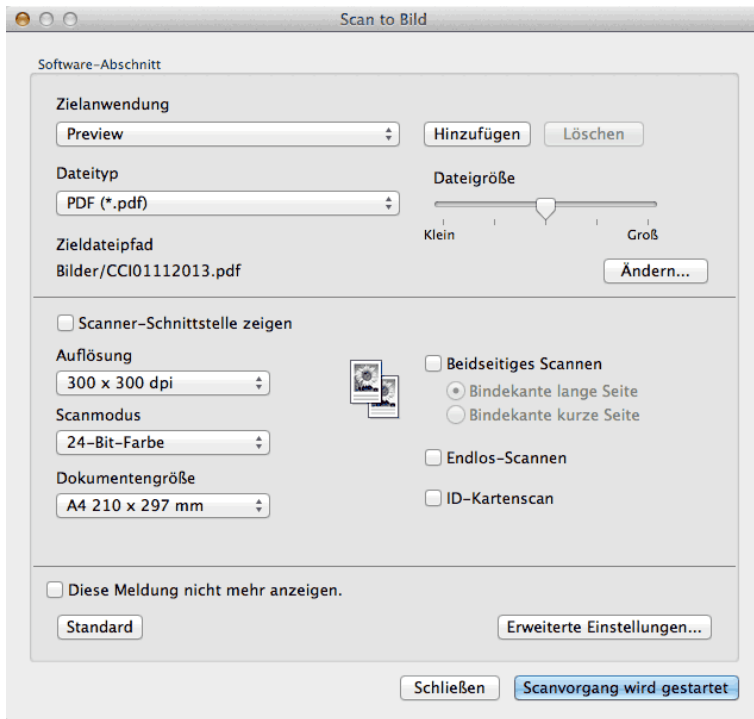 Scan to Bild
Software-Abschnitt
Zielanwendung
Preview
Hinzufügen
Löschen
Dateityp
PDF (*.pdf)
Dateigröße
Klein
Groß
Zieldateipfad
Bilder/CCI01112013.pdf
Ändern...
Scanner-Schnittstelle zeigen
Auflösung
300 x 300 dpi
Scanmodus
24-Bit-Farbe
Dokumentengröße
A4 210 x 297 mm
Beidseitiges Scannen
Bindekante lange Seite
Bindekante kurze Seite
Endlos-Scannen
ID-Kartenscan
Diese Meldung nicht mehr anzeigen.
Standard
Erweiterte Einstellungen...
Schließen
Scanvorgang wird gestartet